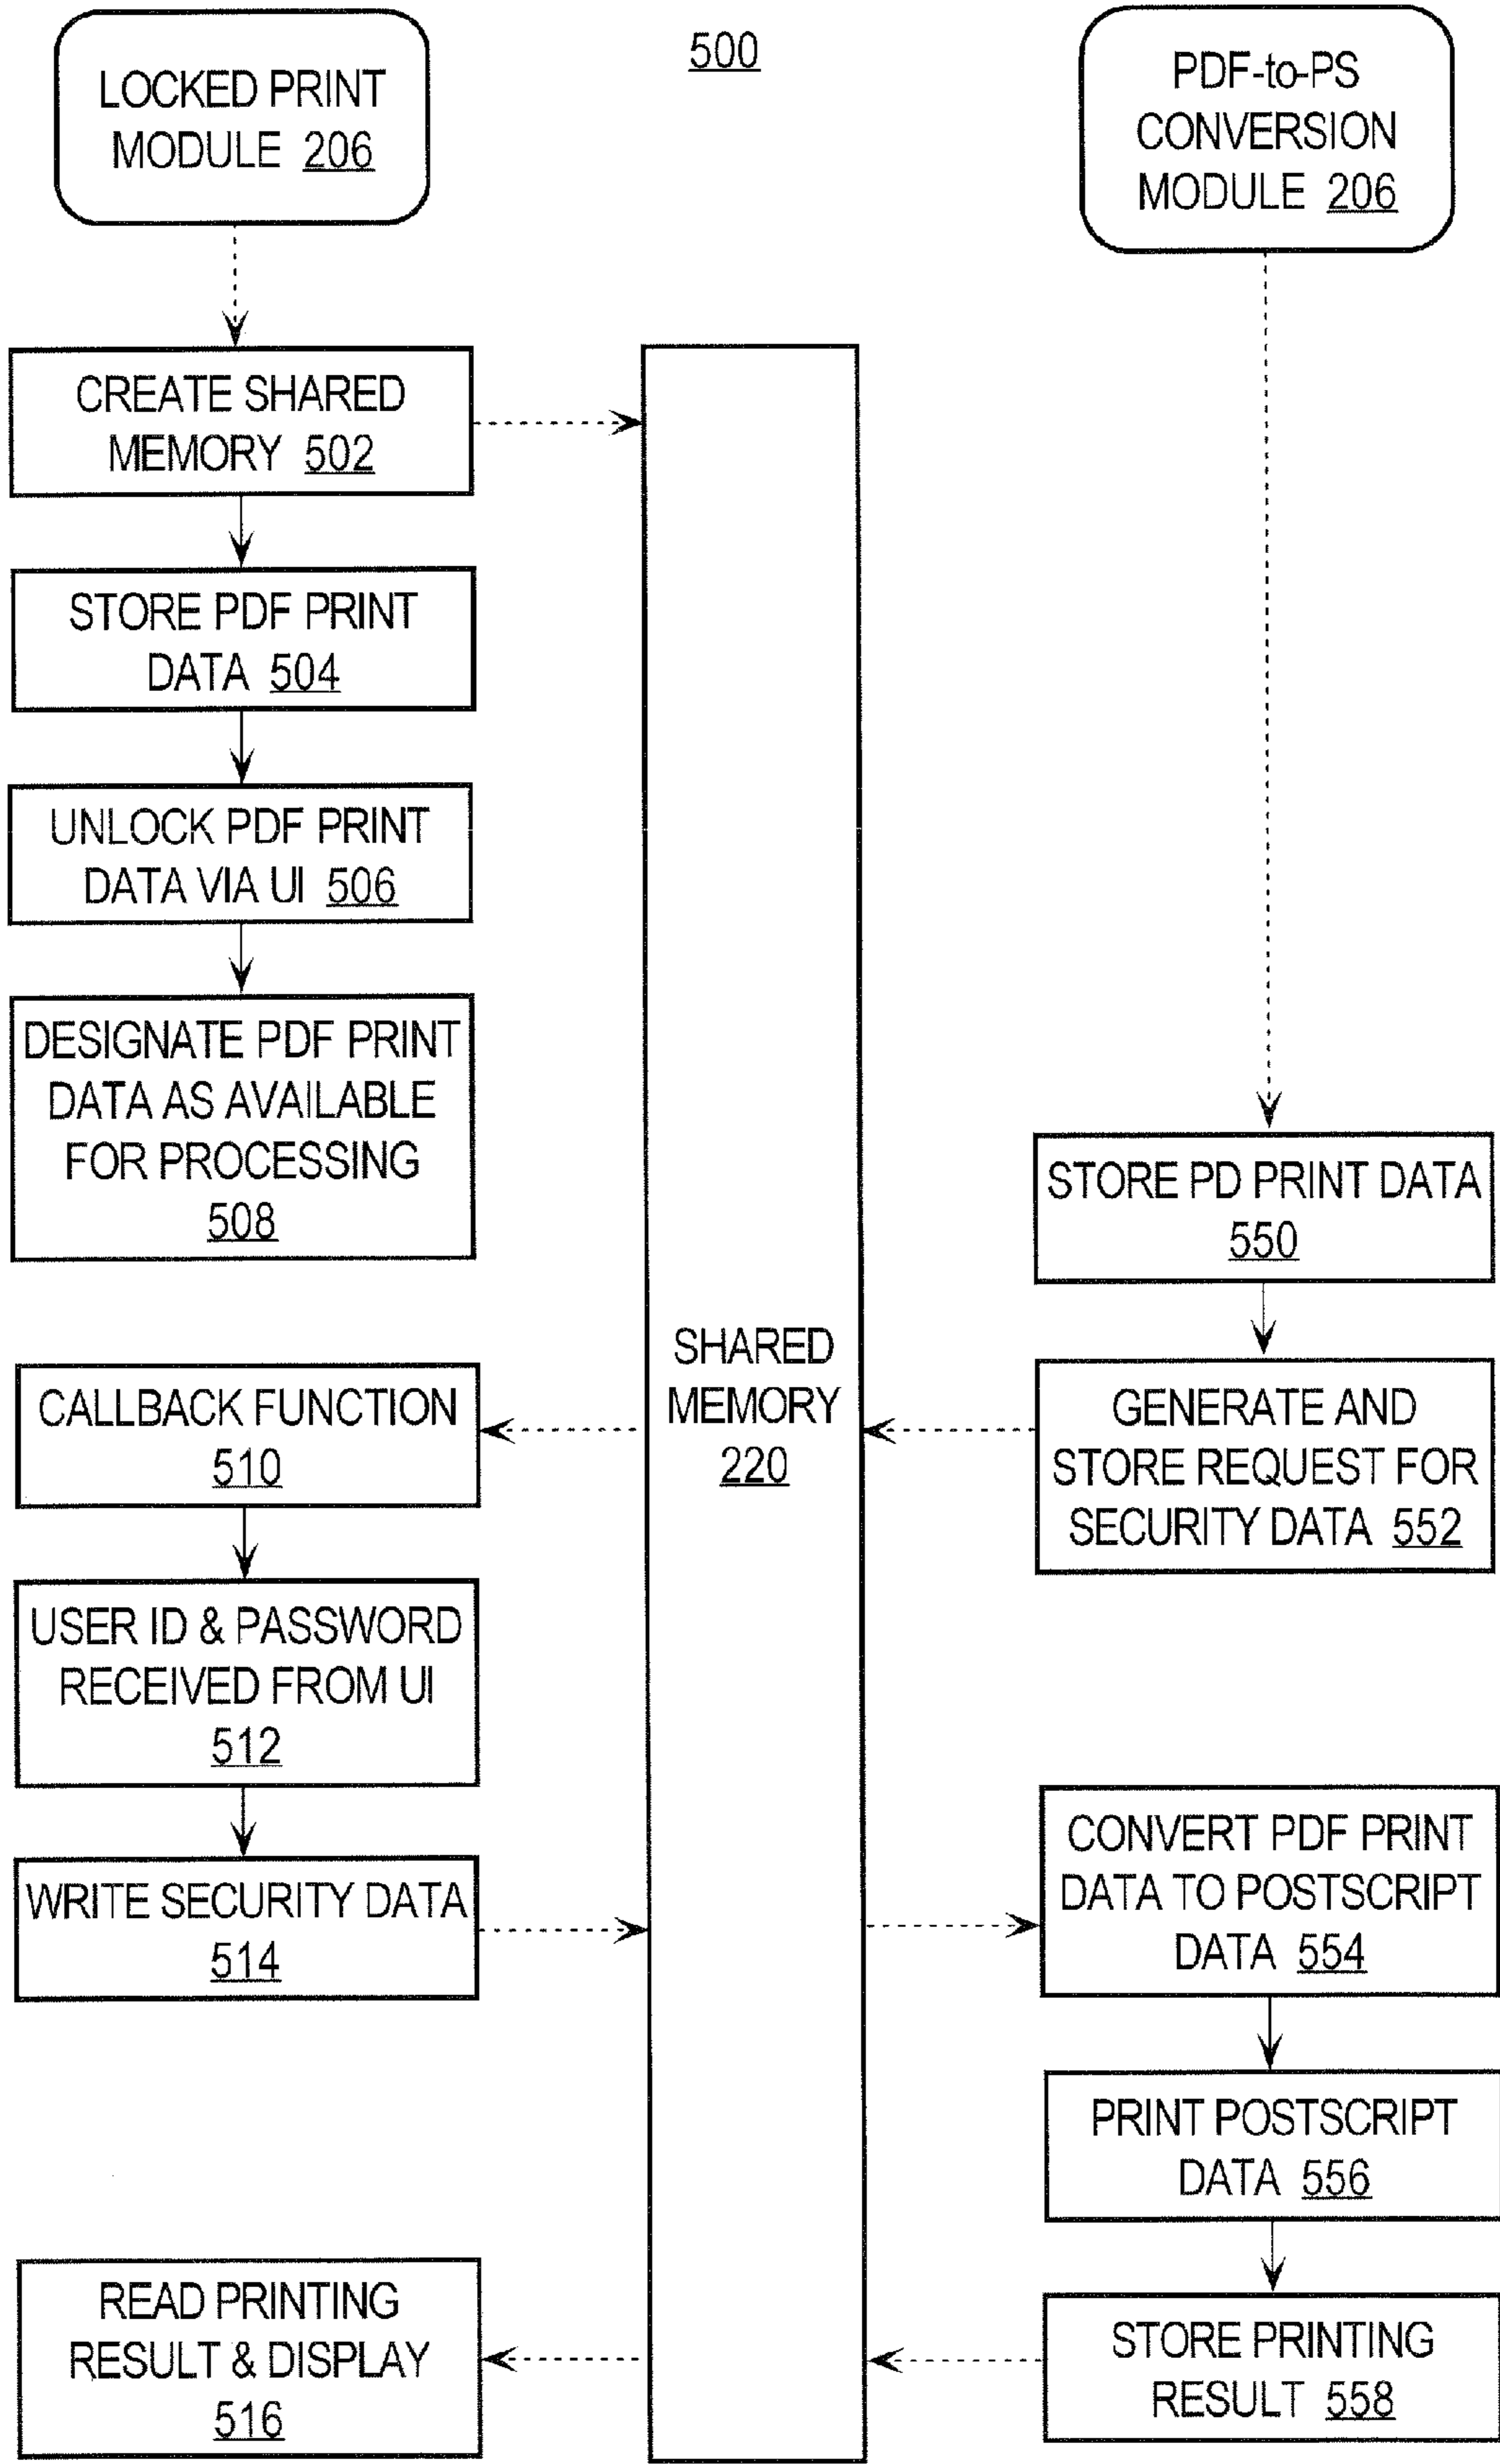 500
LOCKED PRINT
MODULE 206
CREATE SHARED
MEMORY 502
STORE PDF PRINT
DATA 504
UNLOCK PDF PRINT
DATA VIA UI 506
DESIGNATE PDF PRINT
DATA AS AVAILABLE
FOR PROCESSING
508
CALLBACK FUNCTION
510
USER ID & PASSWORD
RECEIVED FROM UI
512
WRITE SECURITY DATA
514
READ PRINTING
RESULT & DISPLAY
516
SHARED
MEMORY
220
PDF-to-PS
CONVERSION
MODULE 206
STORE PD PRINT DATA
550
GENERATE AND
STORE REQUEST FOR
SECURITY DATA 552
CONVERT PDF PRINT
DATA TO POSTSCRIPT
DATA 554
PRINT POSTSCRIPT
DATA 556
STORE PRINTING
RESULT 558